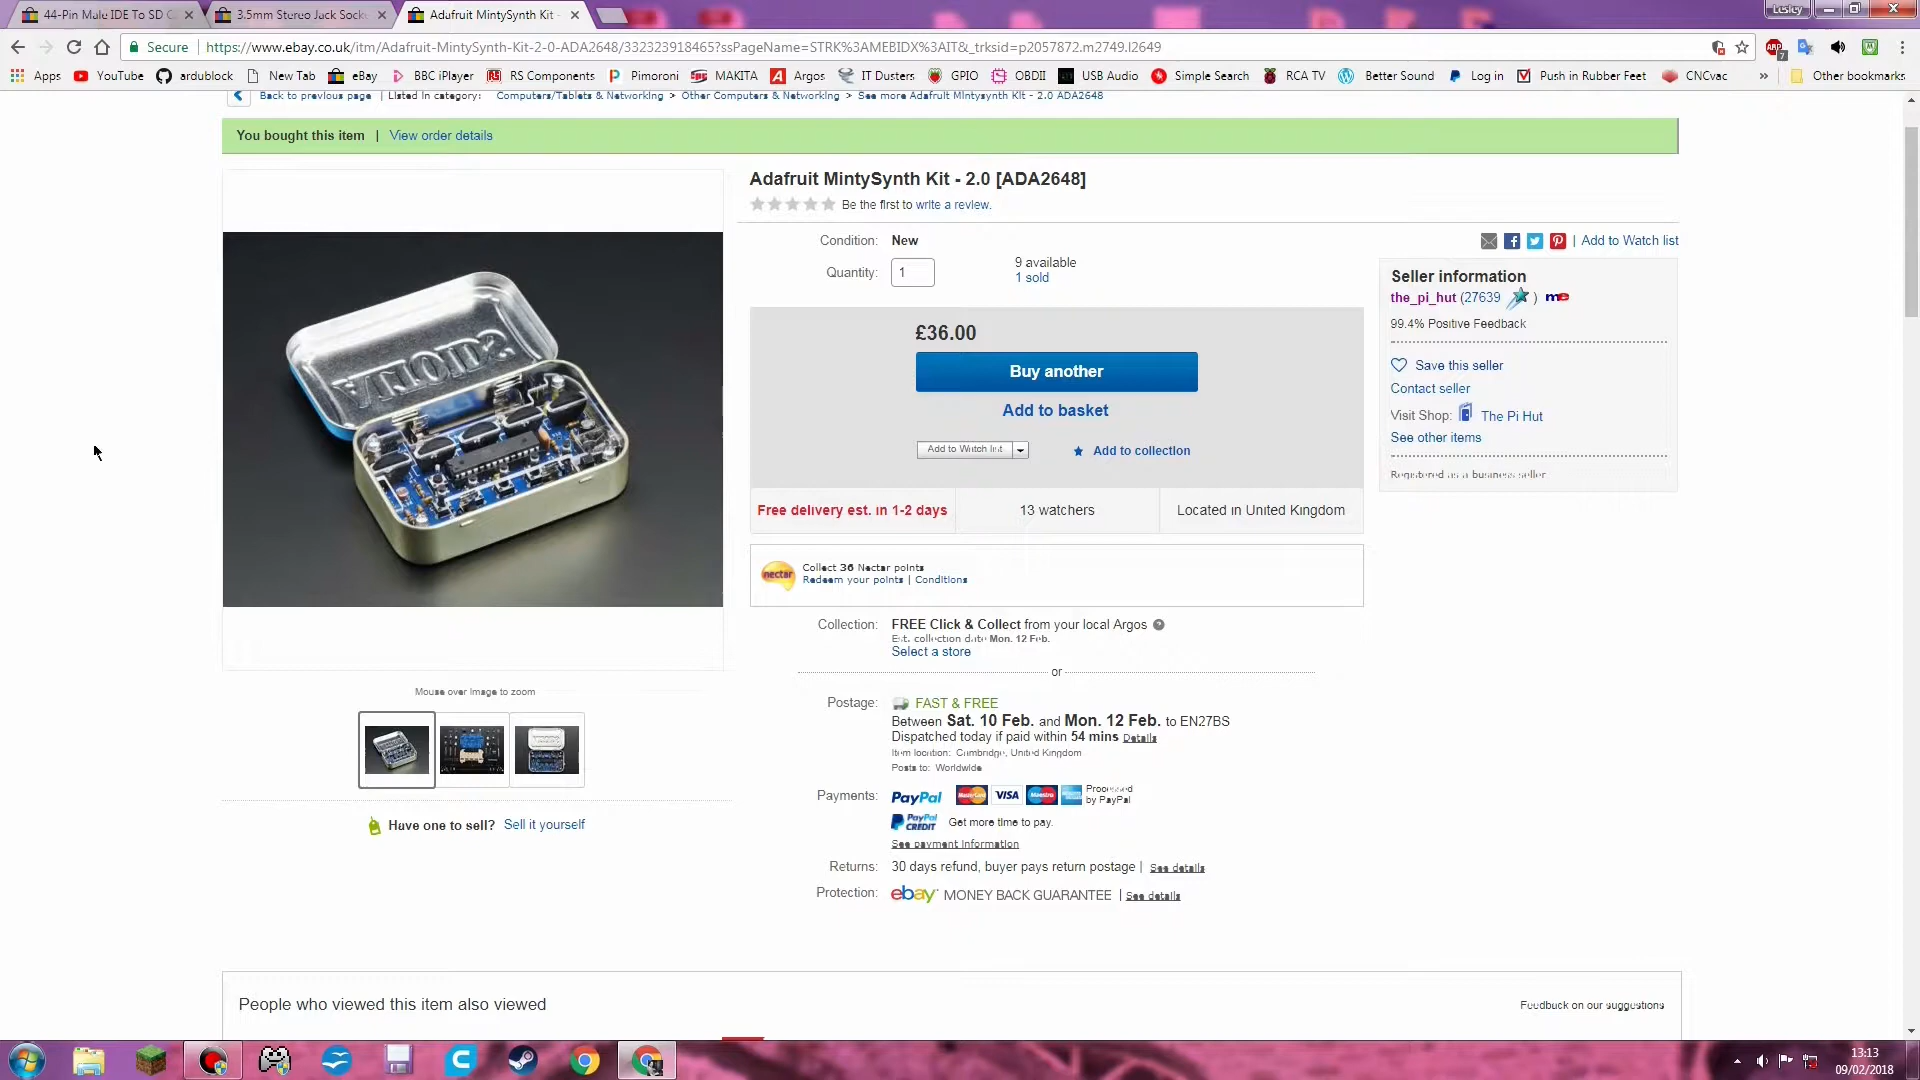 44-Pin Male IDE To SD C
3.5mm Stereo Jack Sock
Adafruit MintySynth Kit -
Lesley
Secure
https://www.ebay.co.uk/itm/Adafruit-MintySynth-Kit-2-0-ADA2648/332323918465?ssPageName=STRK%3AMEBIDX%3AIT&_trksid=p2057872.m2749.l2649
ABP
7
Apps YouTube ardublock New Tab eBay BBC iPlayer RS Components Pimoroni MAKITA Argos IT Dusters GPIO OBDII USB Audio Simple Search RCA TV Better Sound Log in Push in Rubber Feet CNCvac » Other bookmarks
Back to previous page | Listed in category: Computers/Tablets & Networking > Other Computers & Networking > See more Adafruit Mintysynth Kit - 2.0 ADA2648
You bought this item | View order details
Adafruit MintySynth Kit - 2.0 [ADA2648]
Be the first to write a review.
Condition: New
Quantity: 1
9 available
1 sold
£36.00
Buy another
Add to basket
Add to Watch list
Add to collection
Free delivery est. in 1-2 days
13 watchers
Located in United Kingdom
nectar
Collect 36 Nectar points
Redeem your points | Conditions
Collection: FREE Click & Collect from your local Argos
Est. collection date Mon. 12 Feb.
Select a store
or
Postage: FAST & FREE
Between Sat. 10 Feb. and Mon. 12 Feb. to EN27BS
Dispatched today if paid within 54 mins Details
Item location: Cambridge, United Kingdom
Posts to: Worldwide
Payments: PayPal MasterCard VISA Maestro Processed by PayPal
PayPal CREDIT Get more time to pay.
See payment information
Returns: 30 days refund, buyer pays return postage | See details
Protection: ebay MONEY BACK GUARANTEE | See details
| Add to Watch list
Seller information
the_pi_hut (27639 ) me
99.4% Positive Feedback
Save this seller
Contact seller
Visit Shop: The Pi Hut
See other items
Registered as a business seller
ALTOIDS
Mouse over image to zoom
Have one to sell? Sell it yourself
People who viewed this item also viewed
Feedback on our suggestions
13:13
09/02/2018